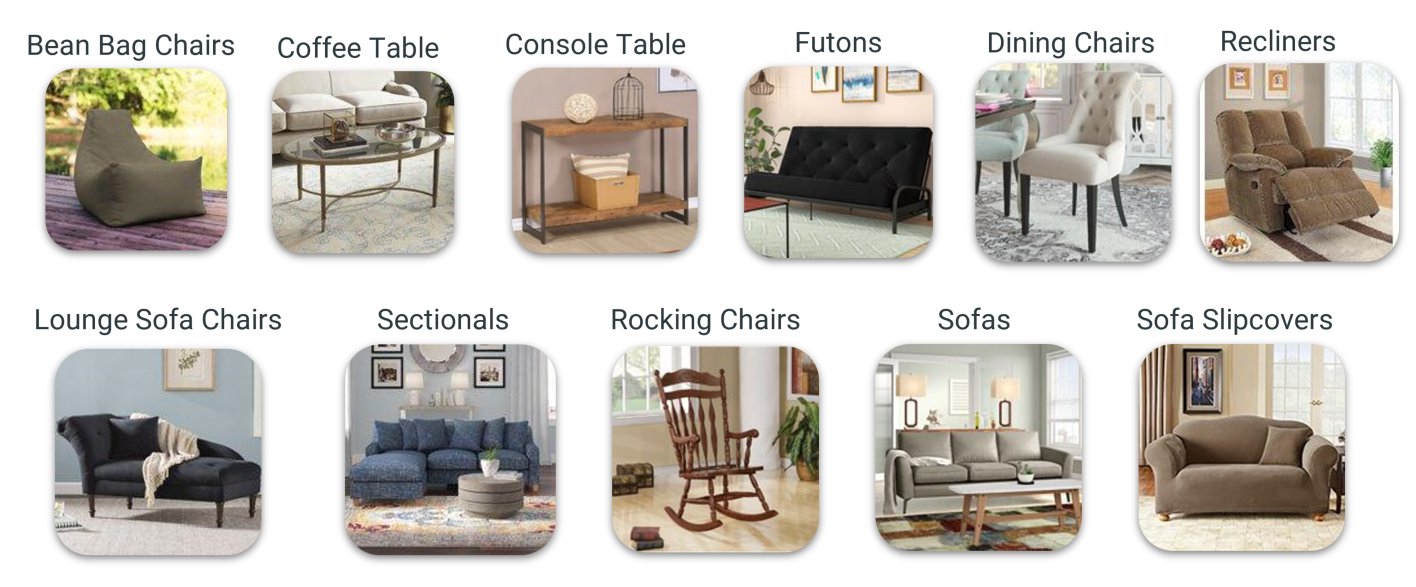 Bean Bag Chairs
Coffee Table
Console Table
Futons
Dining Chairs
Recliners
Lounge Sofa Chairs
Sectionals
Rocking Chairs
Sofas
Sofa Slipcovers